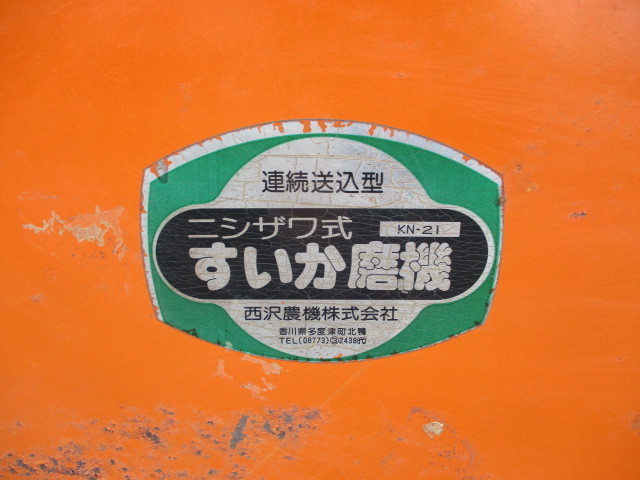 連続送込型
ニシザワ式 KN-21
すいか磨機
西沢農機株式会社
香川県多度津町北鴨
TEL(08773)③2438代